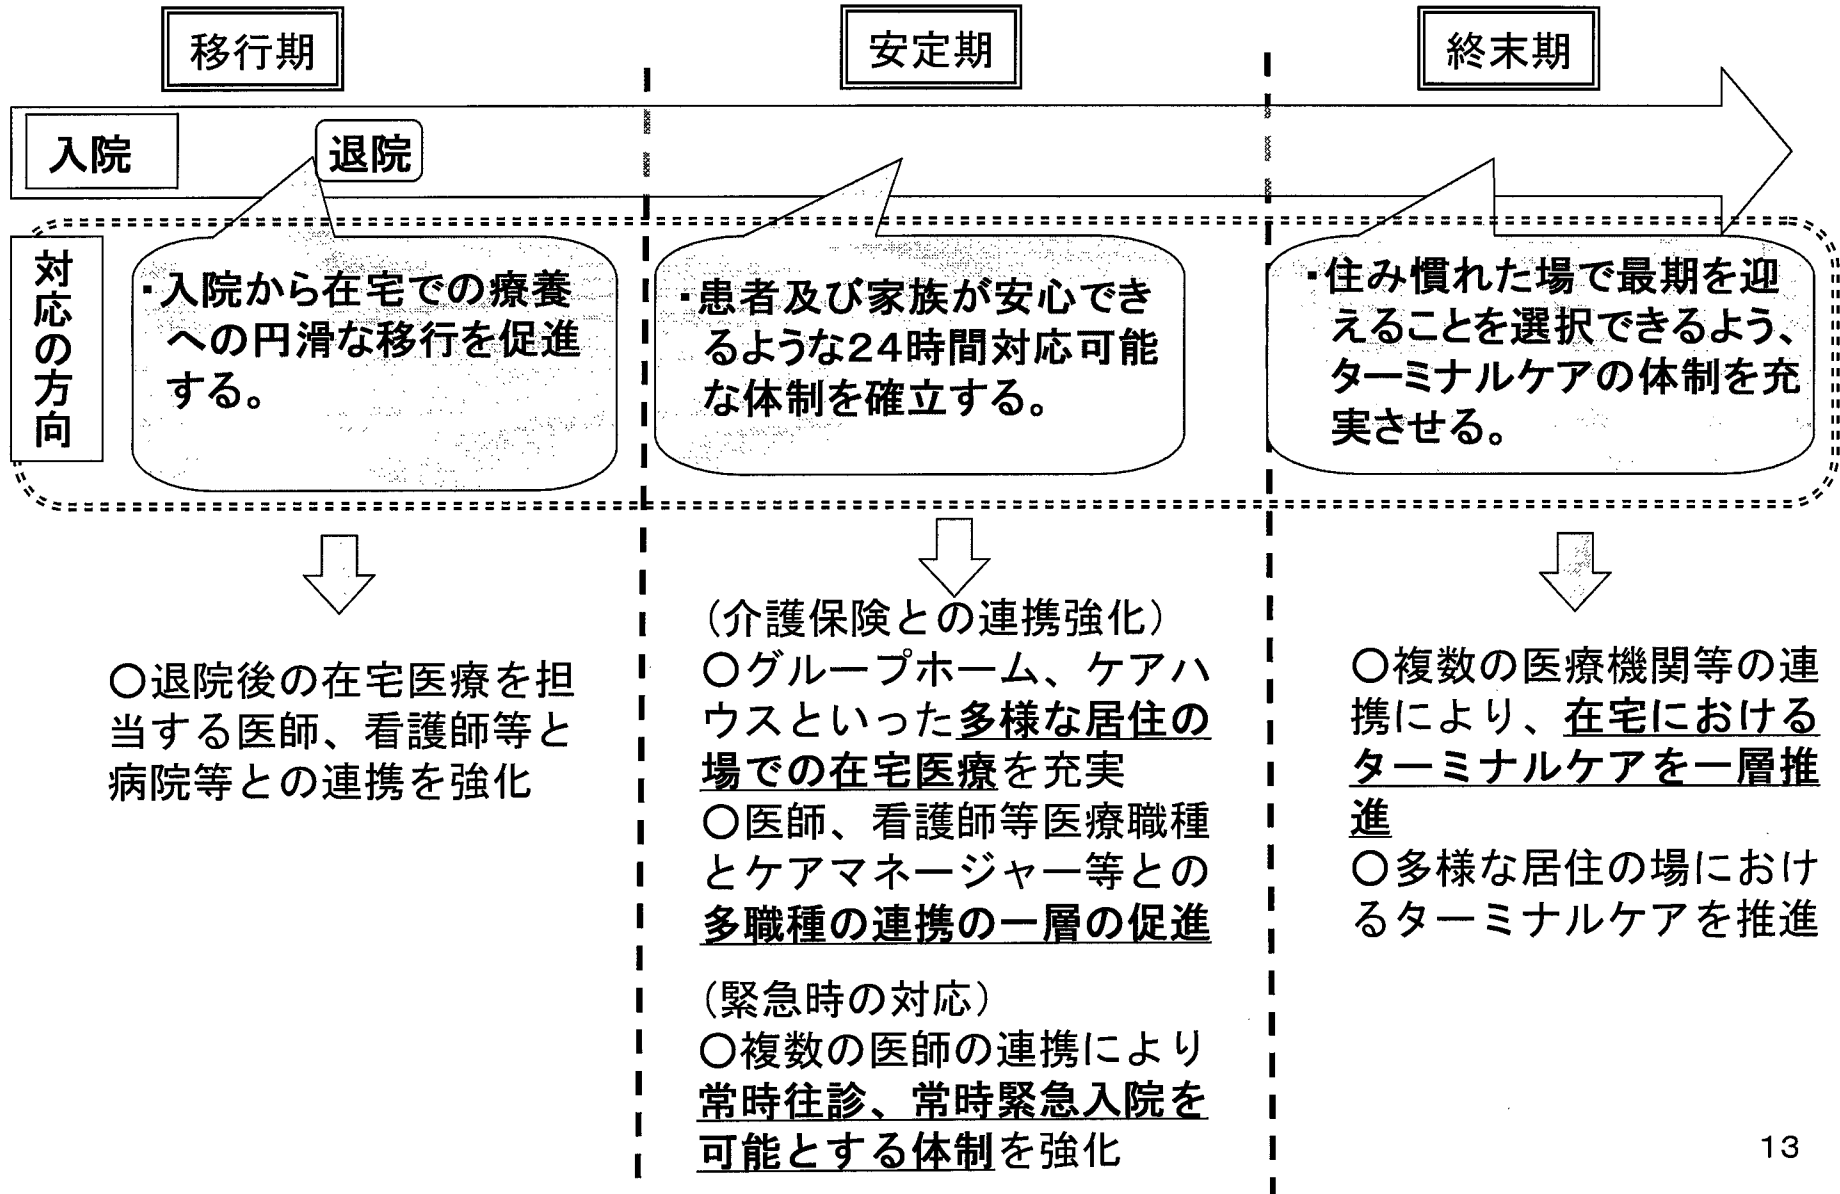 移行期
安定期
終末期
入院
退院
対応の方向
・入院から在宅での療養
への円滑な移行を促進
する。
・患者及び家族が安心でき
るような24時間対応可能
な体制を確立する。
・住み慣れた場で最期を迎
えることを選択できるよう、
ターミナルケアの体制を充
実させる。
○退院後の在宅医療を担
当する医師、看護師等と
病院等との連携を強化
（介護保険との連携強化）
○グループホーム、ケアハ
ウスといった多様な居住の
場での在宅医療を充実
○医師、看護師等医療職種
とケアマネージャー等との
多職種の連携の一層の促進
（緊急時の対応）
○複数の医師の連携により
常時往診、常時緊急入院を
可能とする体制を強化
○複数の医療機関等の連
携により、在宅における
ターミナルケアを一層推
進
○多様な居住の場におけ
るターミナルケアを推進
13